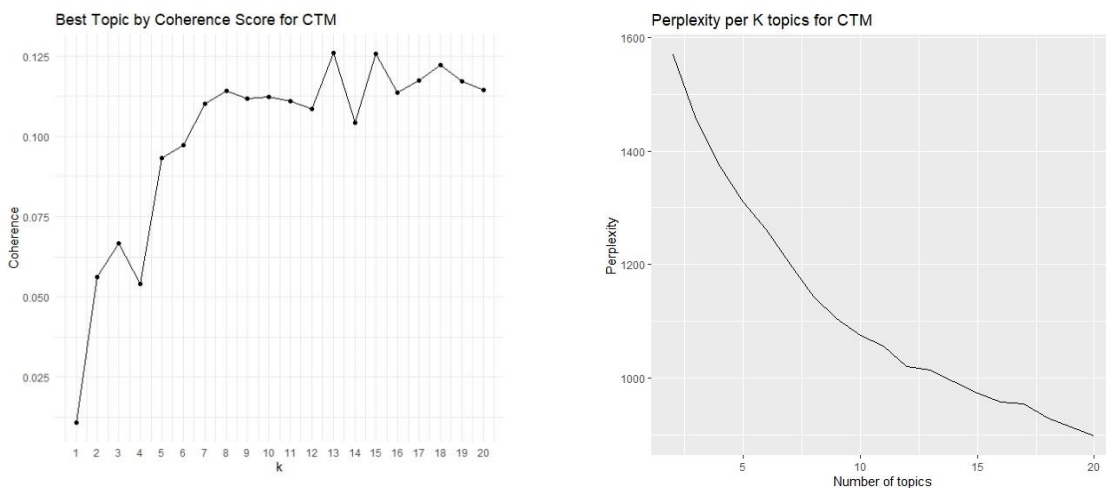 Best Topic by Coherence Score for CTM
0.125
0.100
0.075
0.050
0.025
Coherence
1 2 3 4 5 6 7 8 9 10 11 12 13 14 15 16 17 18 19 20
k
Perplexity per K topics for CTM
1600
1400
1200
1000
Perplexity
5 10 15 20
Number of topics